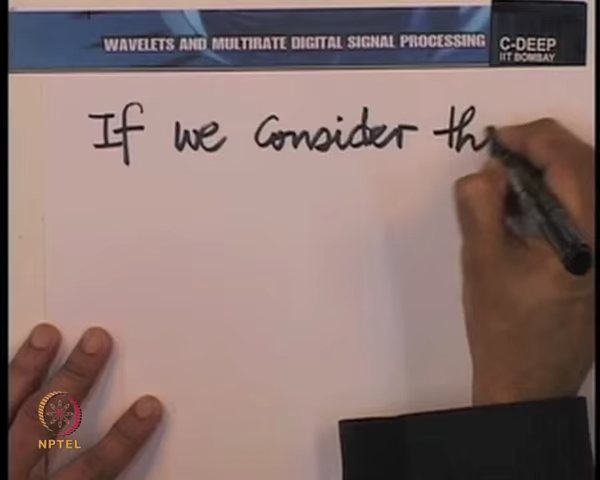 WAVELETS AND MULTIRATE DIGITAL SIGNAL PROCESSING
C-DEEP
IIT BOMBAY
If we consider th
NPTEL